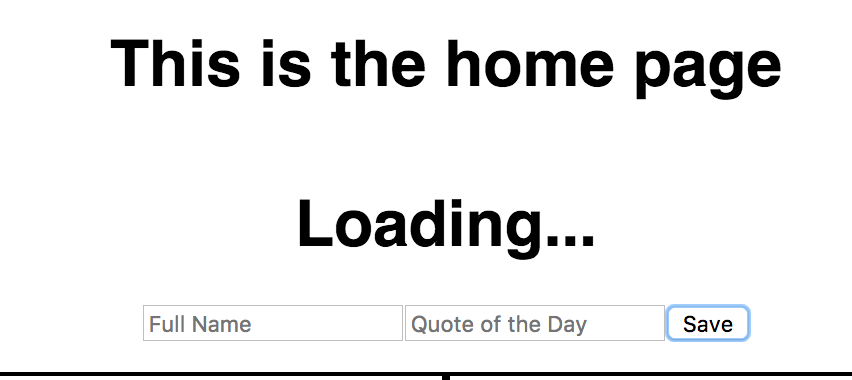 This is the home page
Loading...
Full Name Quote of the Day Save